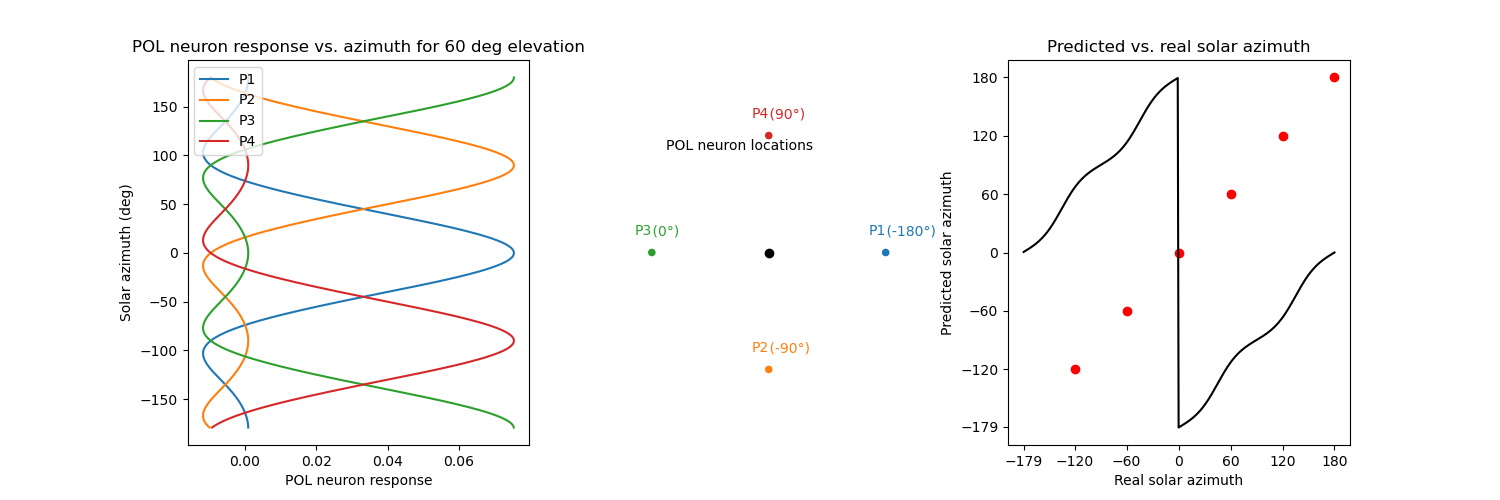 POL neuron response vs. azimuth for 60 deg elevation
P1
P2
P3
P4
150
100
50
0
−50
−100
−150
Solar azimuth (deg)
0.00 0.02 0.04 0.06
POL neuron response
P4(90°)
POL neuron locations
P3(0°)
P1(-180°)
P2(-90°)
Predicted vs. real solar azimuth
180
120
60
0
−60
−120
−179
Predicted solar azimuth
−179 −120 −60 0 60 120 180
Real solar azimuth